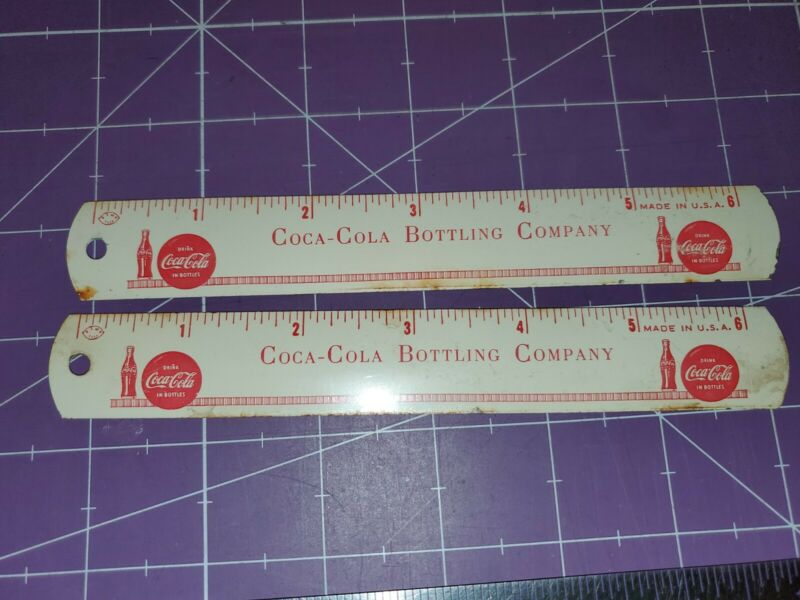 1 2 3 4 5 MADE IN U.S.A. 6
COCA-COLA BOTTLING COMPANY
DRINK
Coca-Cola
IN BOTTLES
DRINK
Coca-Cola
IN BOTTLES
1 2 3 4 5 MADE IN U.S.A. 6
COCA-COLA BOTTLING COMPANY
DRINK
Coca-Cola
IN BOTTLES
DRINK
Coca-Cola
IN BOTTLES